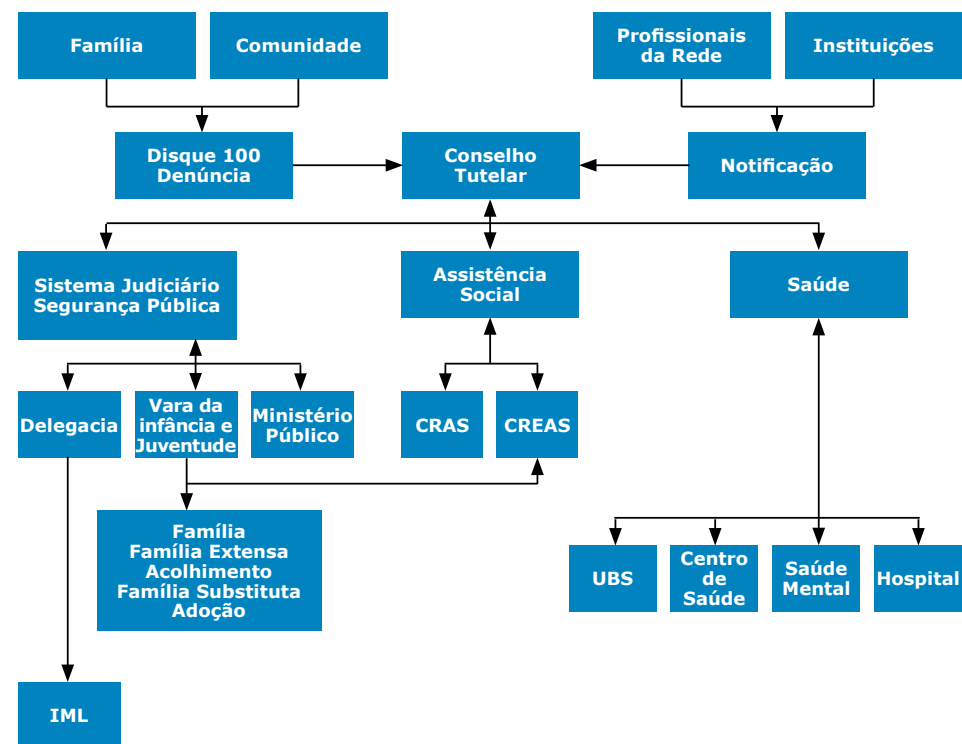 Família
Comunidade
Profissionais
da Rede
Instituições
Disque 100
Denúncia
Conselho
Tutelar
Notificação
Sistema Judiciário
Segurança Pública
Assistência
Social
Saúde
Delegacia
Vara da
infância e
Juventude
Ministério
Público
CRAS
CREAS
Família
Família Extensa
Acolhimento
Família Substituta
Adoção
UBS
Centro
de
Saúde
Saúde
Mental
Hospital
IML